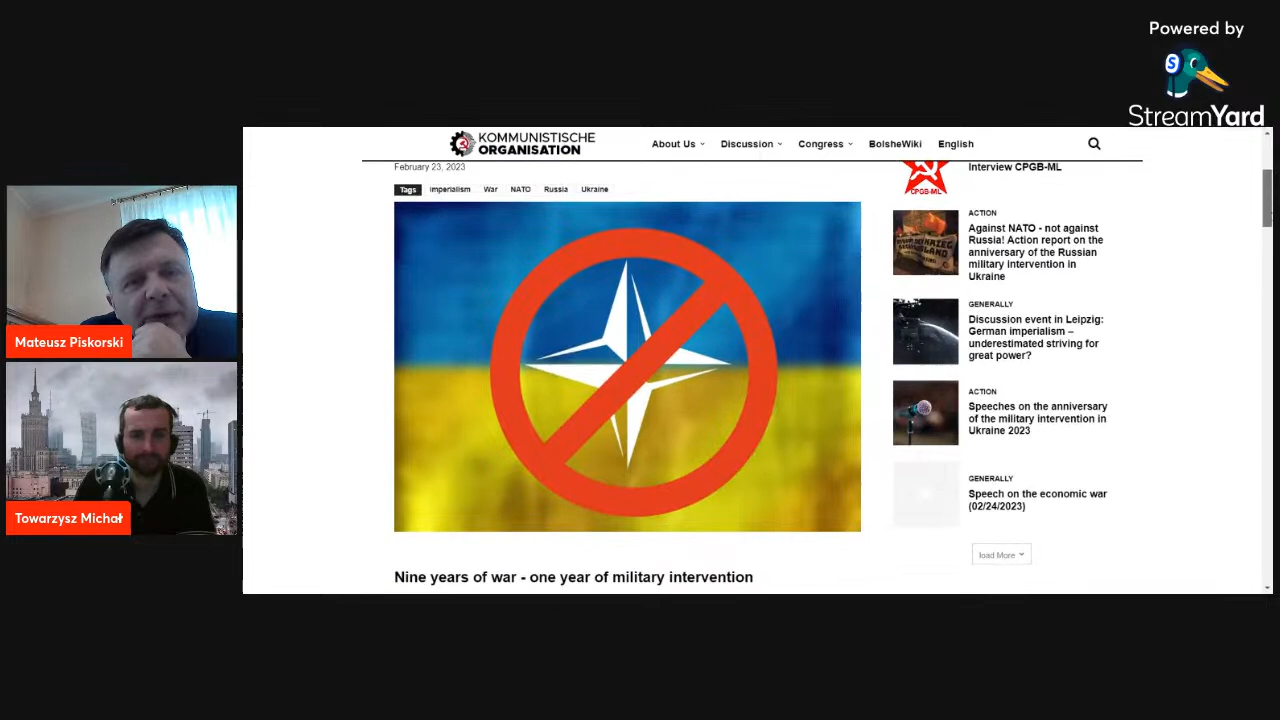 Powered by
StreamYard
Mateusz Piskorski
Towarzysz Michał
KOMMUNISTISCHE
ORGANISATION
About Us
Discussion
Congress
BolsheWiki
English
February 23, 2023
Tags
imperialism
War
NATO
Russia
Ukraine
Nine years of war - one year of military intervention
CPGB-ML
Interview CPGB-ML
ACTION
Against NATO - not against
Russia! Action report on the
anniversary of the Russian
military intervention in
Ukraine
GENERALLY
Discussion event in Leipzig:
German imperialism –
underestimated striving for
great power?
ACTION
Speeches on the anniversary
of the military intervention in
Ukraine 2023
GENERALLY
Speech on the economic war
(02/24/2023)
load More